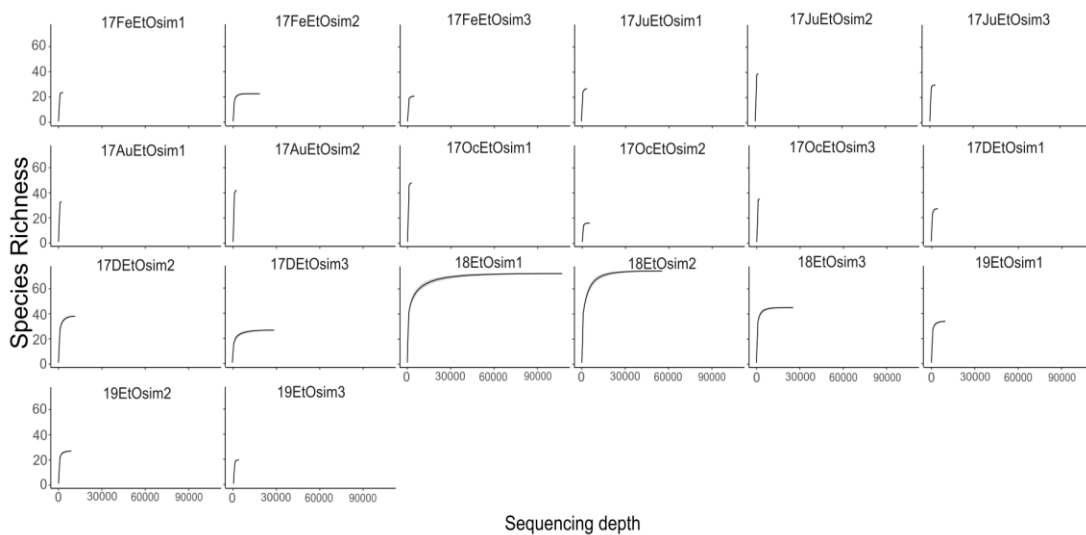 17FeEtOsim1 17FeEtOsim2 17FeEtOsim3 17JuEtOsim1 17JuEtOsim2 17JuEtOsim3
60
40
20
0
17AuEtOsim1 17AuEtOsim2 17OcEtOsim1 17OcEtOsim2 17OcEtOsim3 17DEtOsim1
60
40
20
0
Species Richness
17DEtOsim2 17DEtOsim3 18EtOsim1 18EtOsim2 18EtOsim3 19EtOsim1
60
40
20
0
0 30000 60000 90000 0 30000 60000 90000 0 30000 60000 90000 0 30000 60000 90000
19EtOsim2 19EtOsim3
60
40
20
0
0 30000 60000 90000 0 30000 60000 90000
Sequencing depth